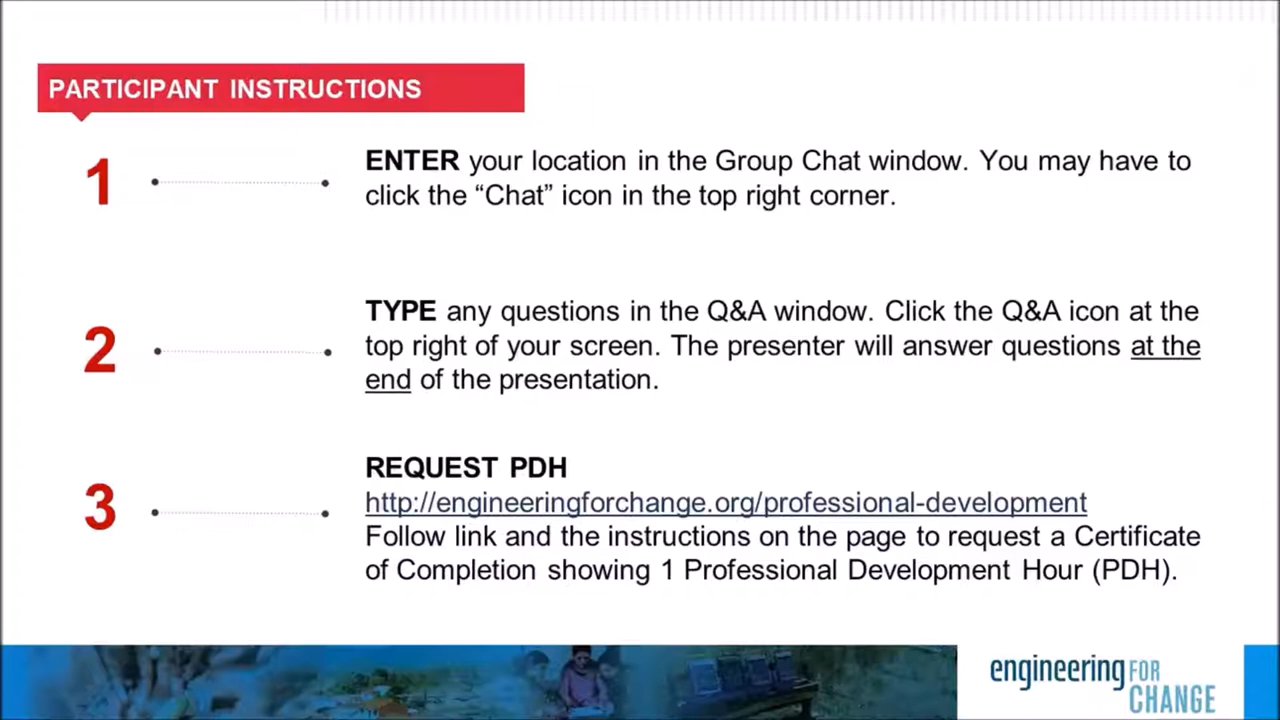 PARTICIPANT INSTRUCTIONS
1
ENTER your location in the Group Chat window. You may have to
click the “Chat” icon in the top right corner.
2
TYPE any questions in the Q&A window. Click the Q&A icon at the
top right of your screen. The presenter will answer questions at the
end of the presentation.
3
REQUEST PDH
http://engineeringforchange.org/professional-development
Follow link and the instructions on the page to request a Certificate
of Completion showing 1 Professional Development Hour (PDH).
engineering FOR
CHANGE